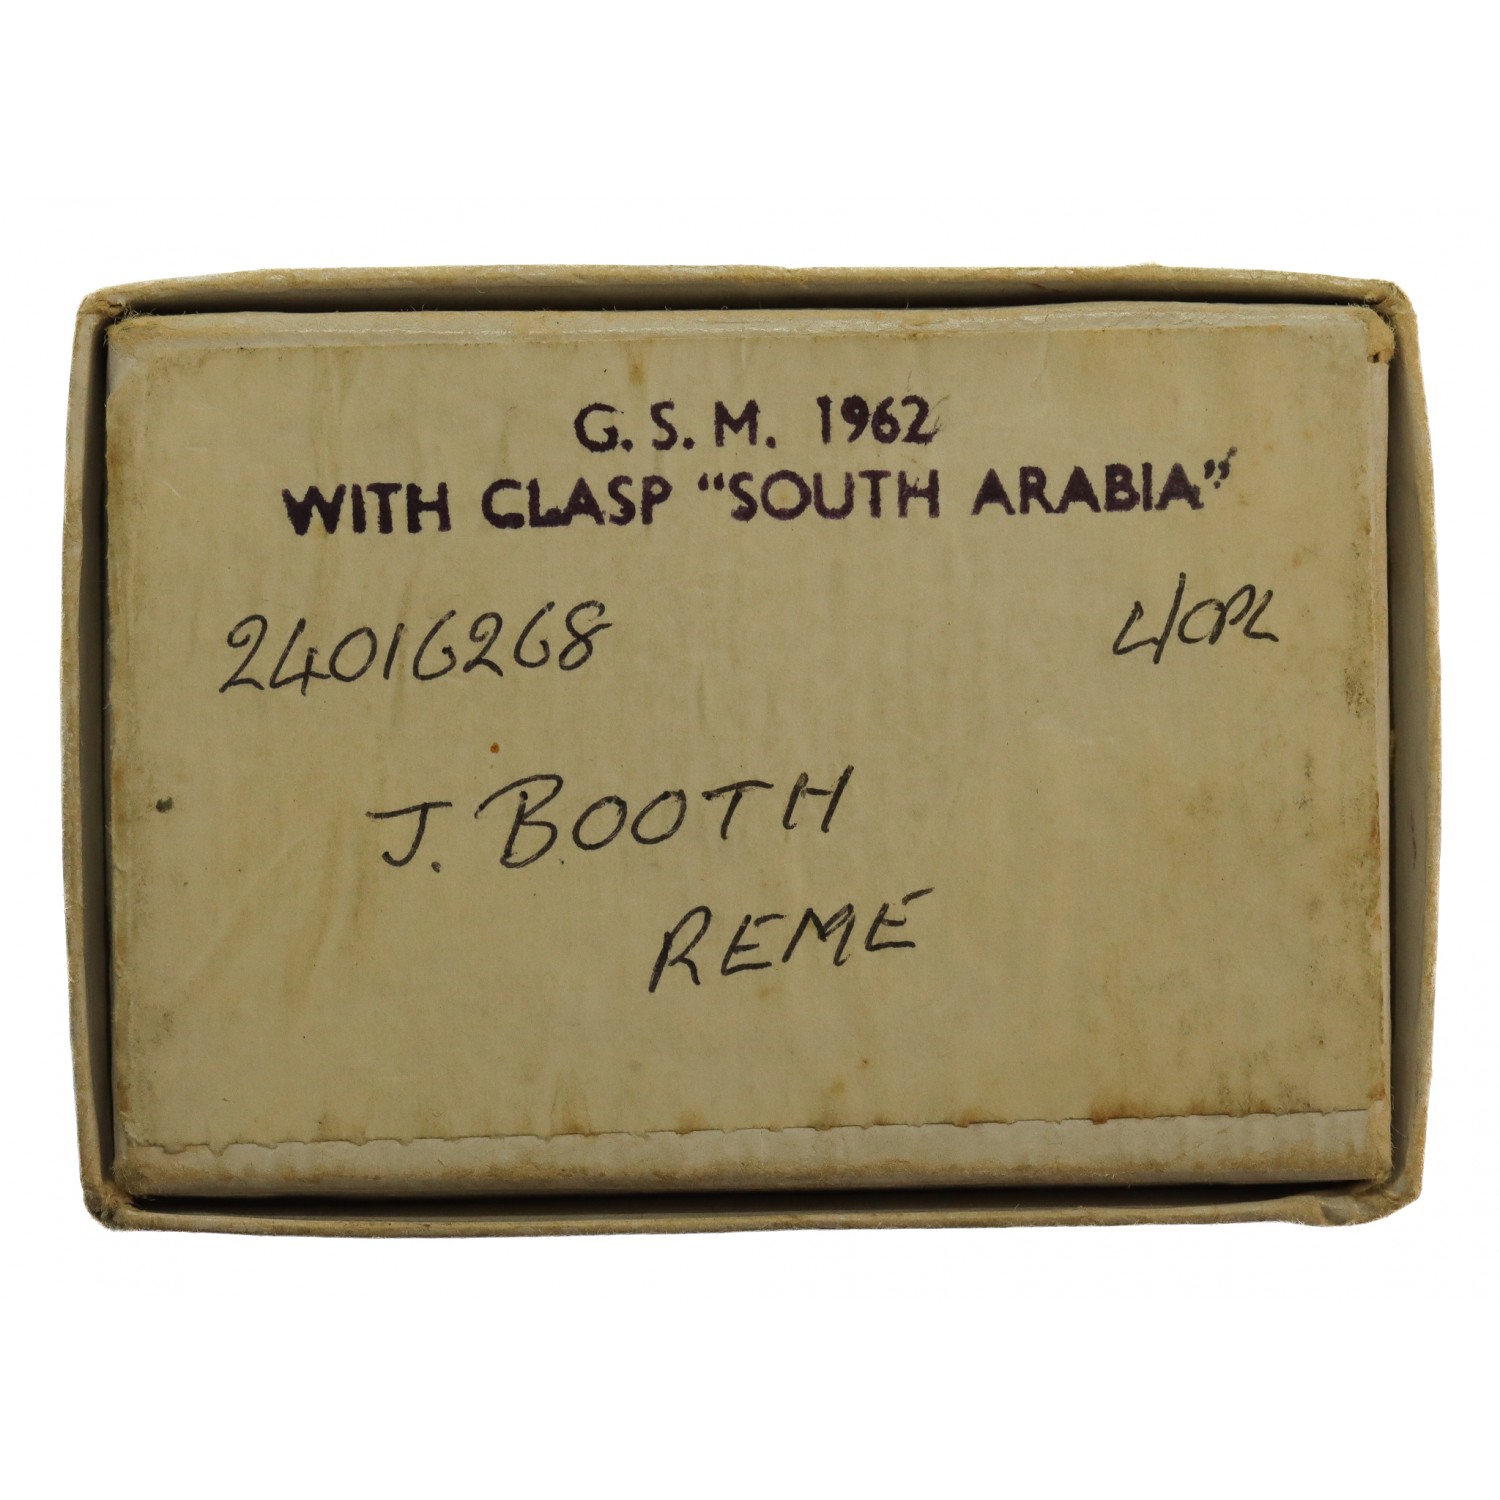 G. S. M. 1962
WITH CLASP "SOUTH ARABIA"
24016268 L/CPL
J. BOOTH
REME